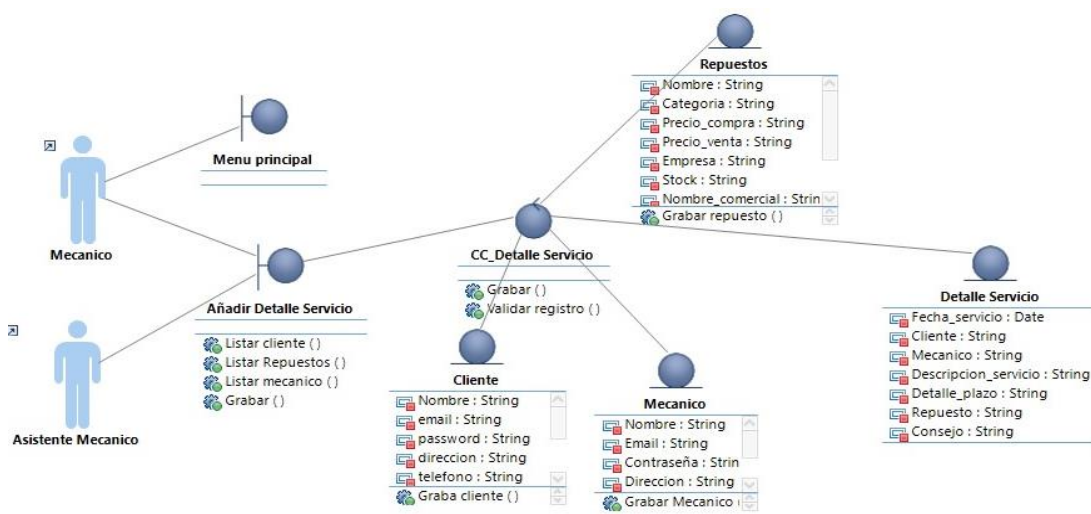 Repuestos
Nombre : String
Categoria : String
Precio_compra : String
Precio_venta : String
Empresa : String
Stock : String
Nombre_comercial : Strin
Grabar repuesto ( )
Menu principal
Mecanico
CC_Detalle Servicio
Grabar ( )
Validar registro ( )
Añadir Detalle Servicio
Listar cliente ( )
Listar Repuestos ( )
Listar mecanico ( )
Grabar ( )
Asistente Mecanico
Cliente
Nombre : String
email : String
password : String
direccion : String
telefono : String
Graba cliente ( )
Mecanico
Nombre : String
Email : String
Contraseña : Strin
Direccion : String
Grabar Mecanico (
Detalle Servicio
Fecha_servicio : Date
Cliente : String
Mecanico : String
Descripcion_servicio : String
Detalle_plazo : String
Repuesto : String
Consejo : String